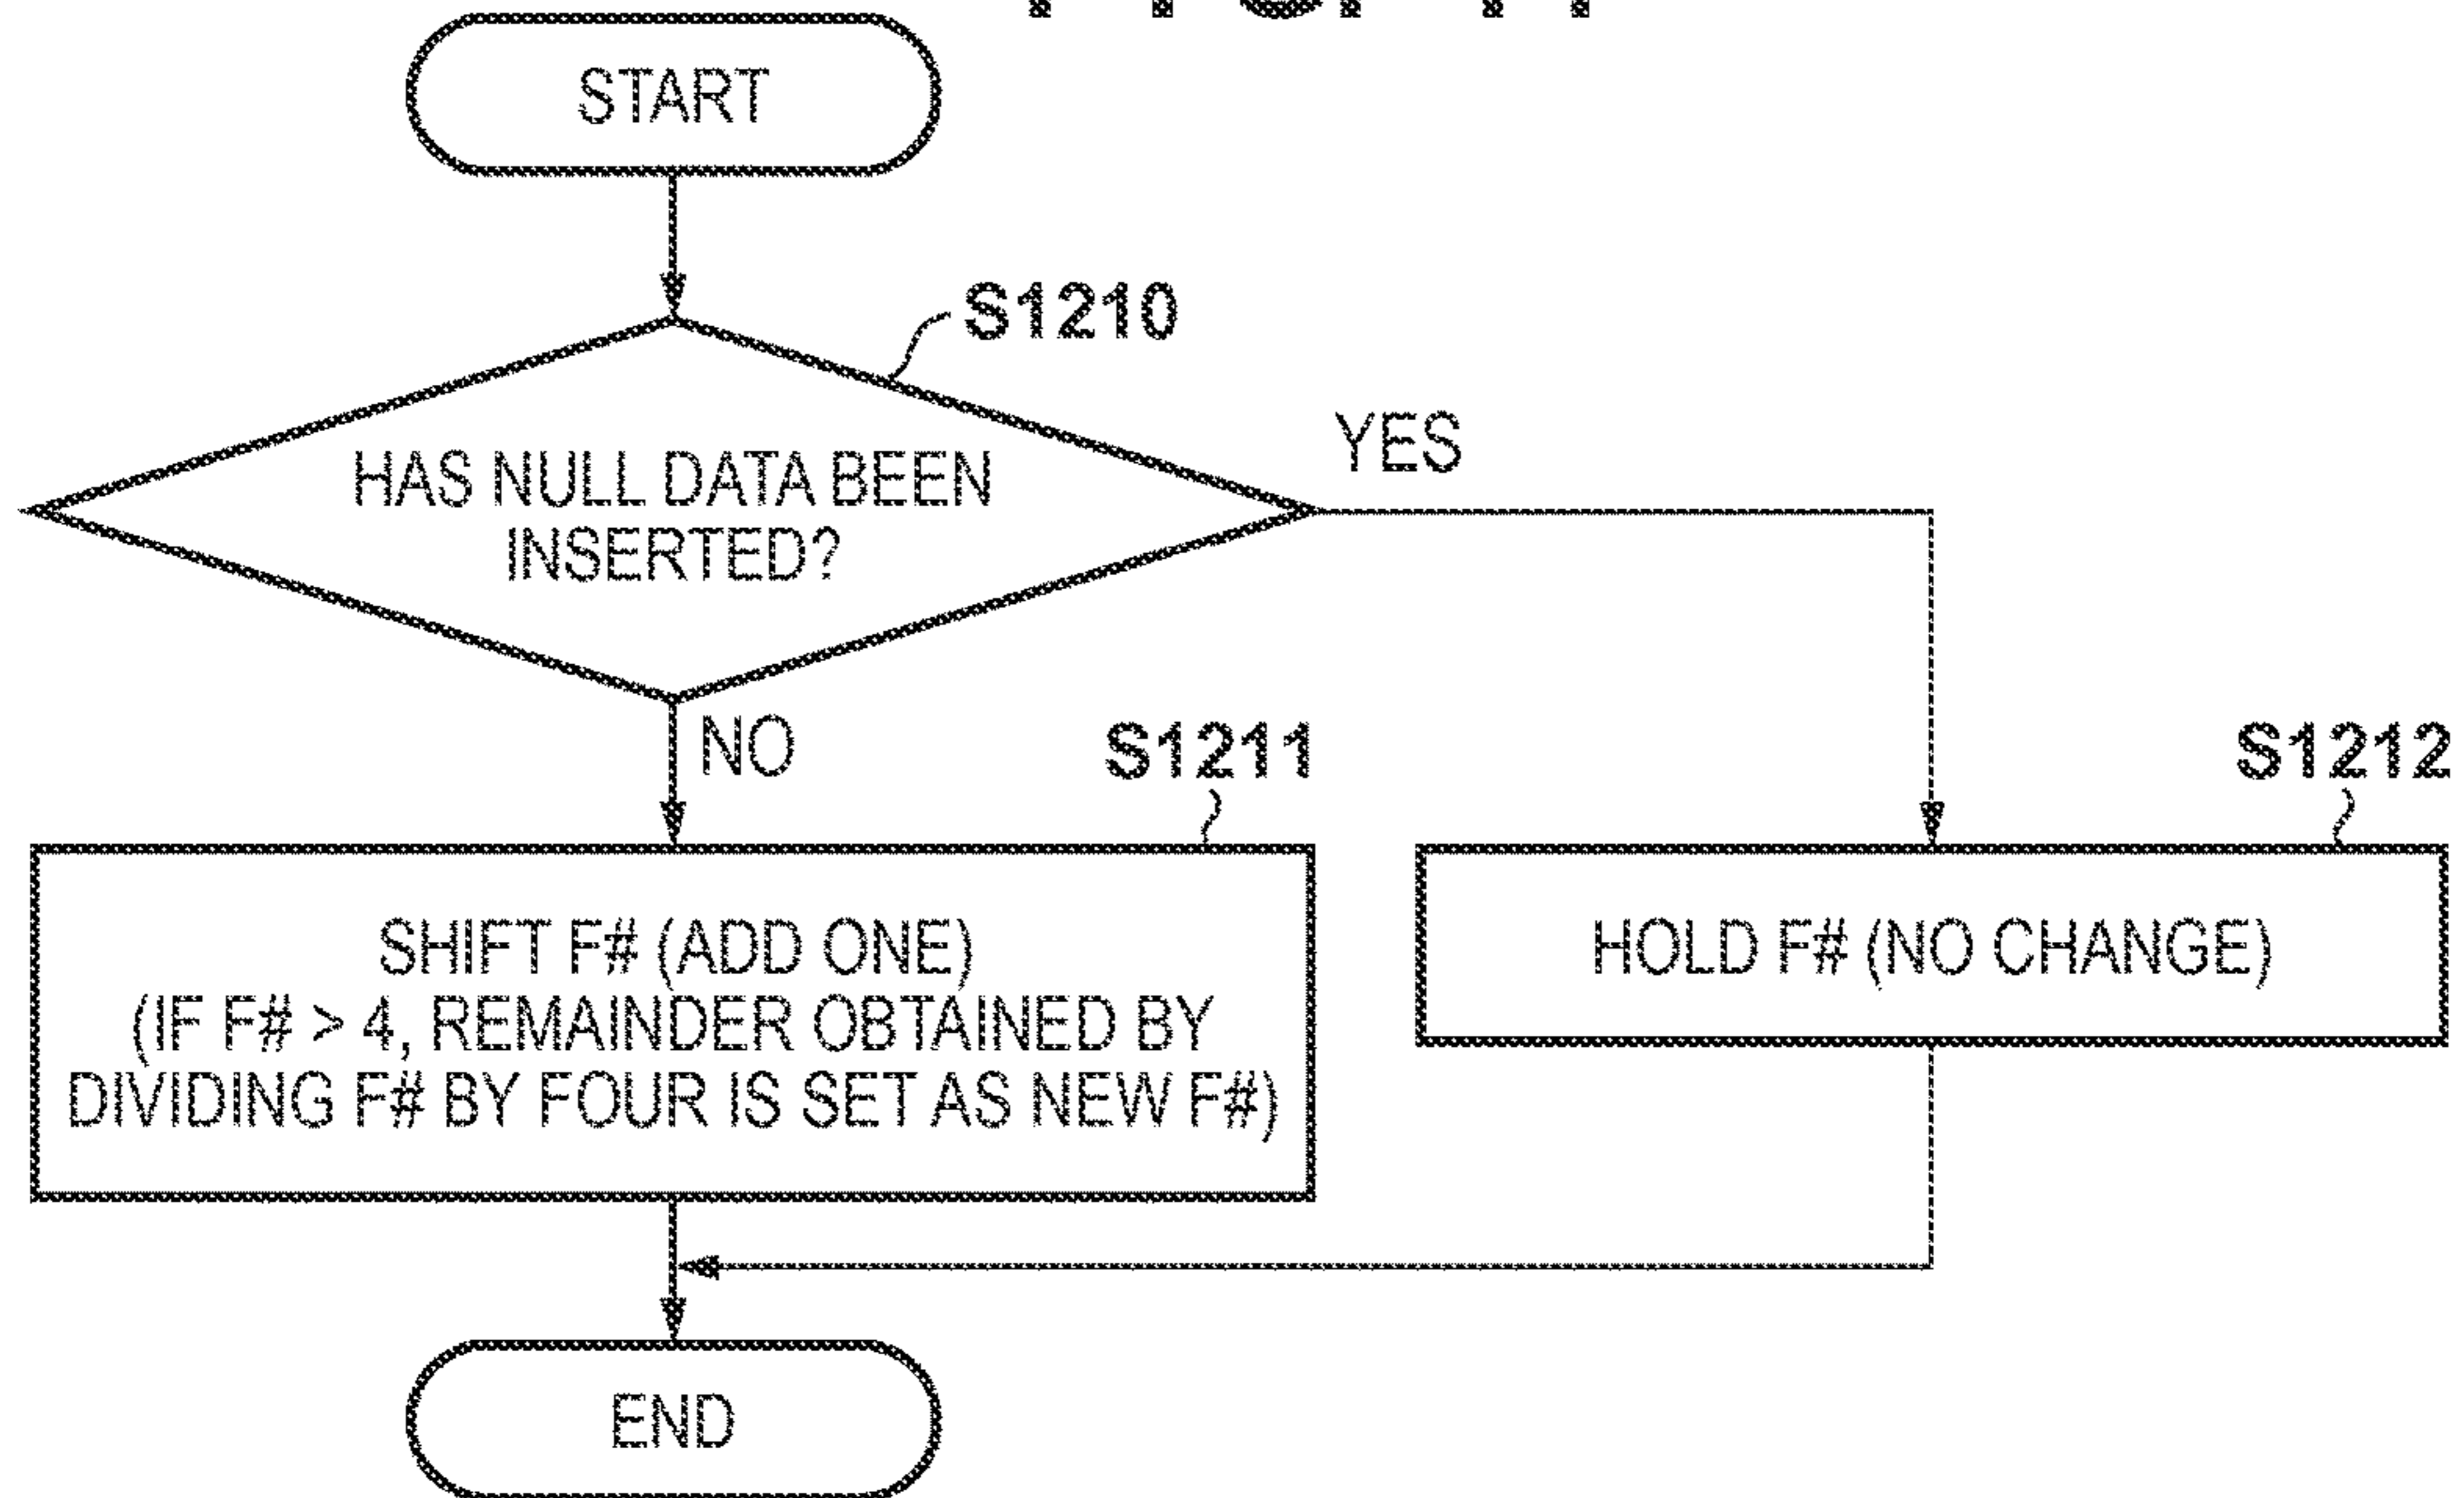 START
S1210
HAS NULL DATA BEEN
INSERTED?
YES
NO
S1211
S1212
SHIFT F# (ADD ONE)
(IF F# > 4, REMAINDER OBTAINED BY
DIVIDING F# BY FOUR IS SET AS NEW F#)
HOLD F# (NO CHANGE)
END